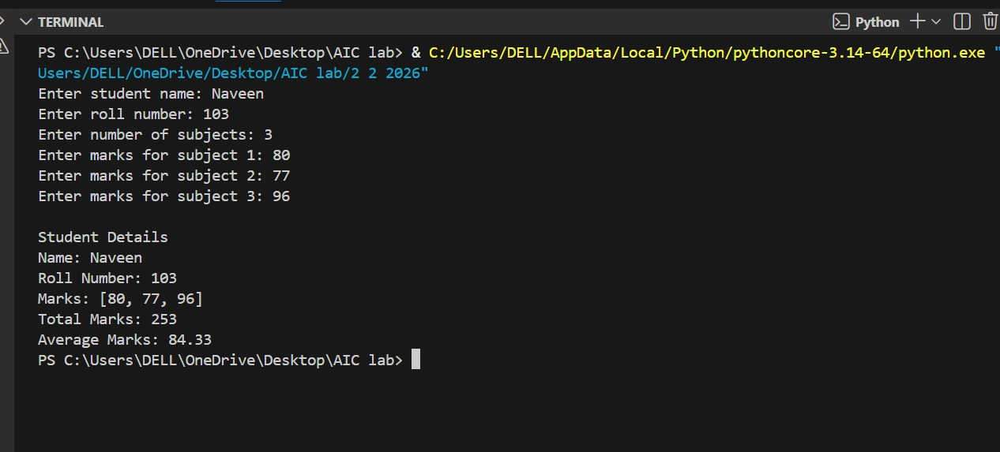 TERMINAL
Python
PS C:\Users\DELL\OneDrive\Desktop\AIC lab> & C:/Users/DELL/AppData/Local/Python/pythoncore-3.14-64/python.exe "
Users/DELL/OneDrive/Desktop/AIC lab/2 2 2026"
Enter student name: Naveen
Enter roll number: 103
Enter number of subjects: 3
Enter marks for subject 1: 80
Enter marks for subject 2: 77
Enter marks for subject 3: 96
Student Details
Name: Naveen
Roll Number: 103
Marks: [80, 77, 96]
Total Marks: 253
Average Marks: 84.33
PS C:\Users\DELL\OneDrive\Desktop\AIC lab>